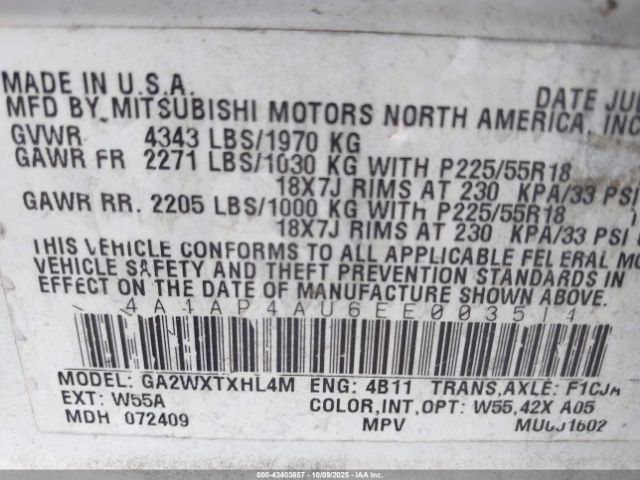 MADE IN U.S.A. DATE JU
MFD BY MITSUBISHI MOTORS NORTH AMERICA, INC
GVWR 4343 LBS/1970 KG
GAWR FR 2271 LBS/1030 KG WITH P225/55R18
18X7J RIMS AT 230 KPA/33 PSI
GAWR RR. 2205 LBS/1000 KG WITH P225/55R18
18X7J RIMS AT 230 KPA/33 PSI
THIS VEHICLE CONFORMS TO ALL APPLICABLE FEDERAL MO
VEHICLE SAFETY AND THEFT PREVENTION STANDARDS IN
EFFECT ON THE DATE OF MANUFACTURE SHOWN ABOVE.
4A4AP4AU6EE003514
MODEL: GA2WXTXHL4M ENG: 4B11 TRANS,AXLE: F1CJA
EXT: W55A COLOR,INT,OPT: W55,42X A05
MDH 072409 MPV MU031602
© IAA - 000-43403657 - 10/09/2025 - IAA Holdings, LLC